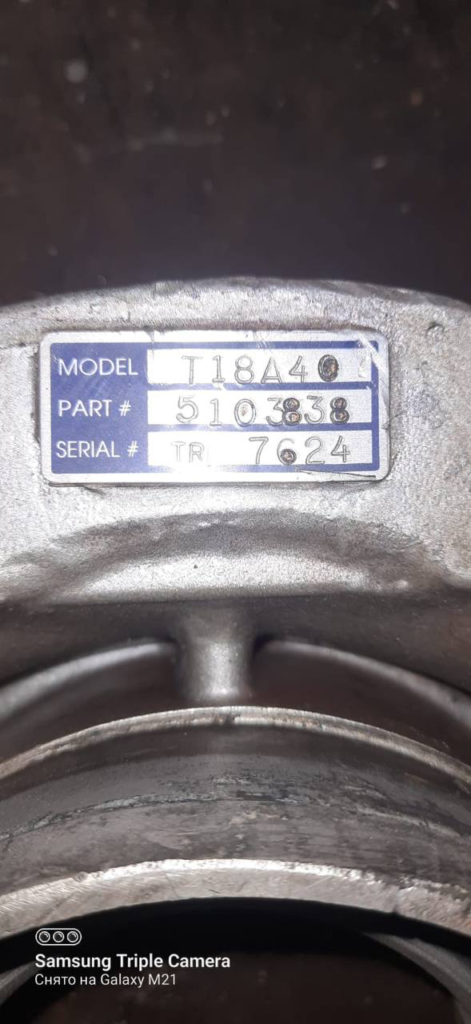 MODEL T18A40
PART # 5103838
SERIAL # TR 7624
Samsung Triple Camera
Снято на Galaxy M21